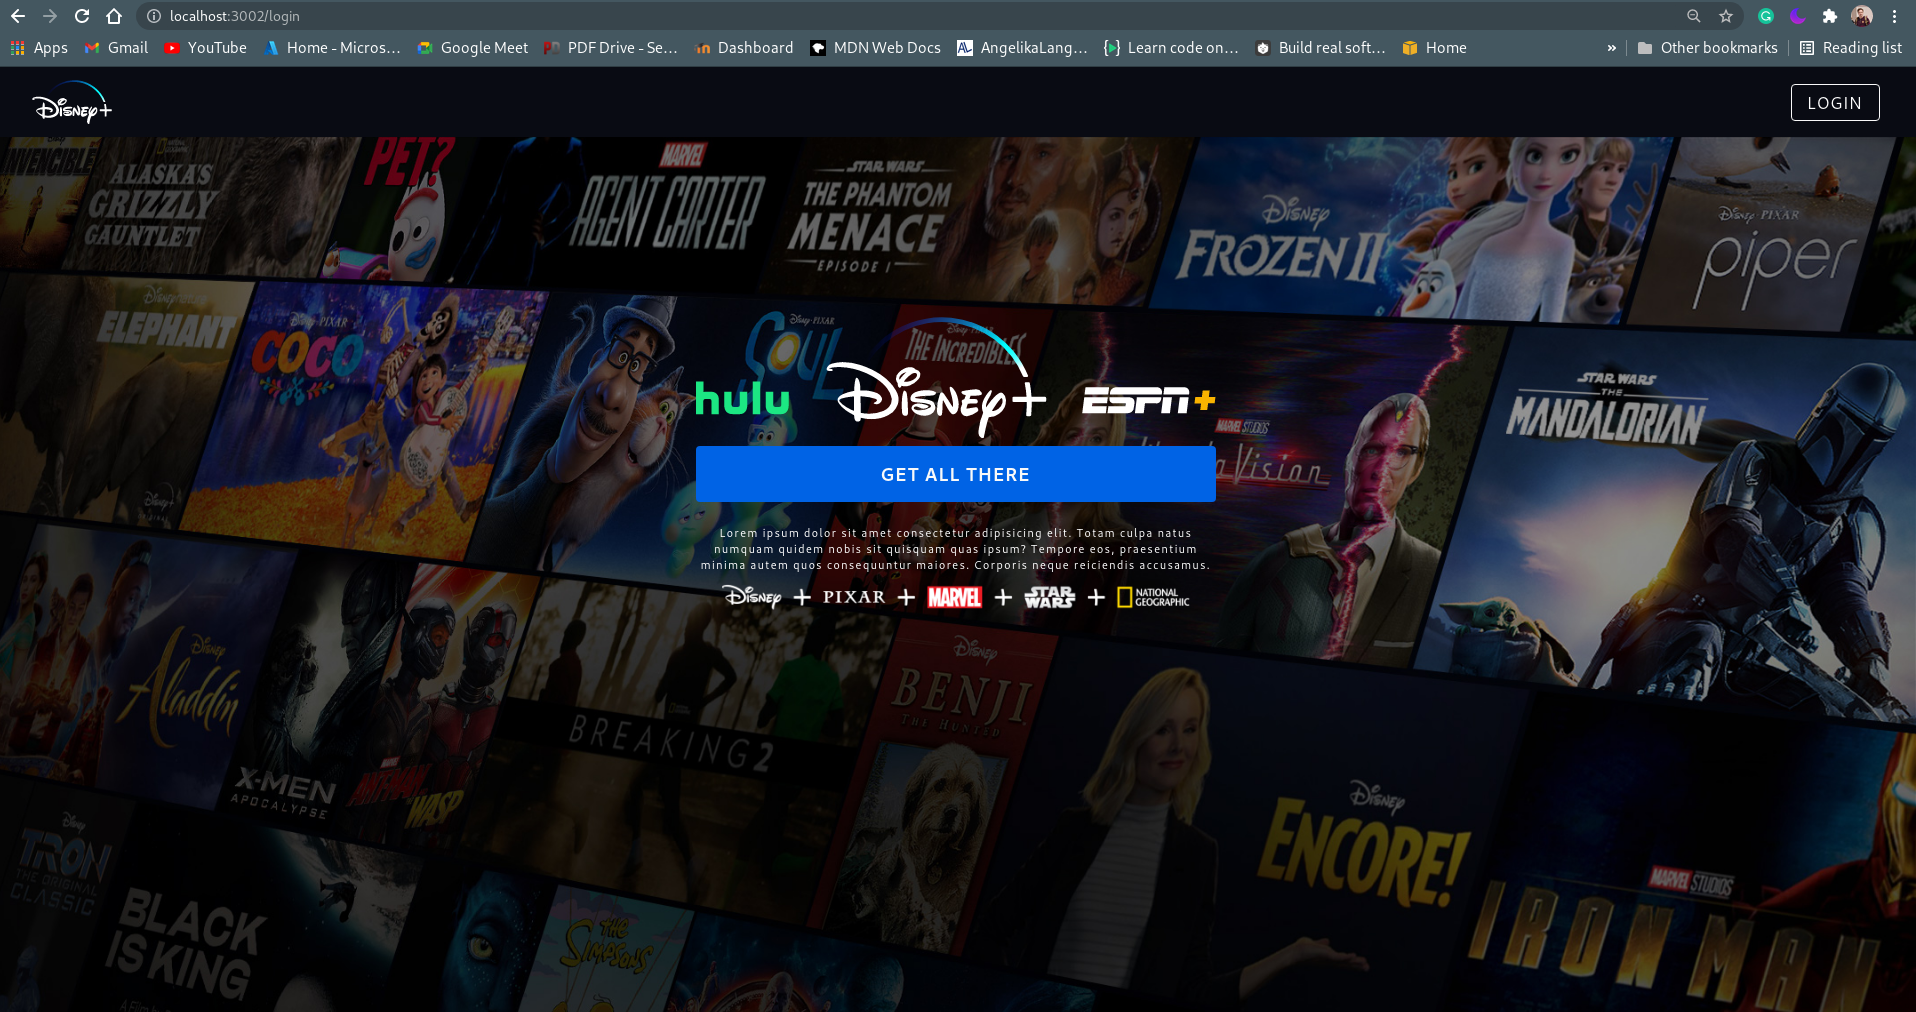 localhost:3002/login
Apps
Gmail
YouTube
Home - Micros...
Google Meet
PDF Drive - Se...
Dashboard
MDN Web Docs
AngelikaLang...
Learn code on...
Build real soft...
Home
»
Other bookmarks
Reading list
Disney+
LOGIN
INVENCIBLE
ALASKA'S
GRIZZLY
GAUNTLET
PET?
MARVEL
AGENT CARTER
STAR WARS
THE PHANTOM
MENACE
EPISODE I
Disney
FROZEN II
Disney · PIXAR
piper
ELEPHANT
Disney · PIXAR
COCO
Disney · PIXAR
SOUL
Disney · PIXAR
THE INCREDIBLES
hulu
Disney+
ESPN+
MARVEL STUDIOS
Vision
STAR WARS
THE
MANDALORIAN
GET ALL THERE
Lorem ipsum dolor sit amet consectetur adipisicing elit. Totam culpa natus
numquam quidem nobis sit quisquam quas ipsum? Tempore eos, praesentium
minima autem quos consequuntur maiores. Corporis neque reiciendis accusamus.
Disney + PIXAR + MARVEL + STAR WARS + NATIONAL GEOGRAPHIC
Disney
Aladdin
X-MEN
APOCALYPSE
MARVEL
ANT-MAN
WASP
BREAKING 2
Disney
BENJI
THE HUNTED
Disney
ENCORE!
Disney
TRON
THE ORIGINAL
CLASSIC
BLACK
IS KING
THE
SIMPSONS
MARVEL STUDIOS
IRON MAN